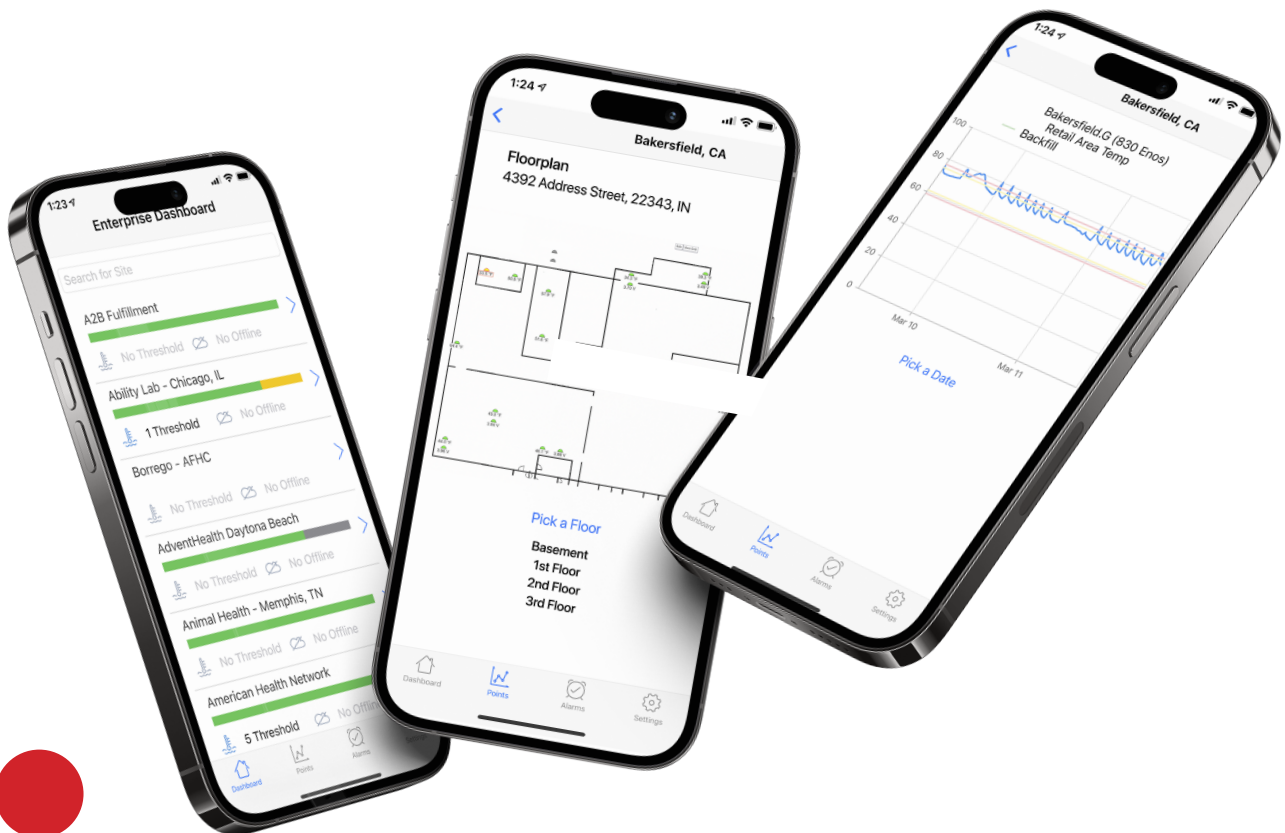 1:23
Enterprise Dashboard
Search for Site
A2B Fulfillment
No Threshold No Offline
Ability Lab - Chicago, IL
1 Threshold No Offline
Borrego - AFHC
No Threshold No Offline
AdventHealth Daytona Beach
No Threshold No Offline
Animal Health - Memphis, TN
No Threshold No Offline
American Health Network
5 Threshold No Offline
Dashboard Points Alarms
1:24
Bakersfield, CA
Floorplan
4392 Address Street, 22343, IN
Pick a Floor
Basement
1st Floor
2nd Floor
3rd Floor
Dashboard Points Alarms Settings
1:24
Bakersfield, CA
Bakersfield.G (830 Enos)
Retail Area Temp
Backfill
100
80
60
40
20
0
Mar 10 Mar 11
Pick a Date
Dashboard Points Alarms Settings